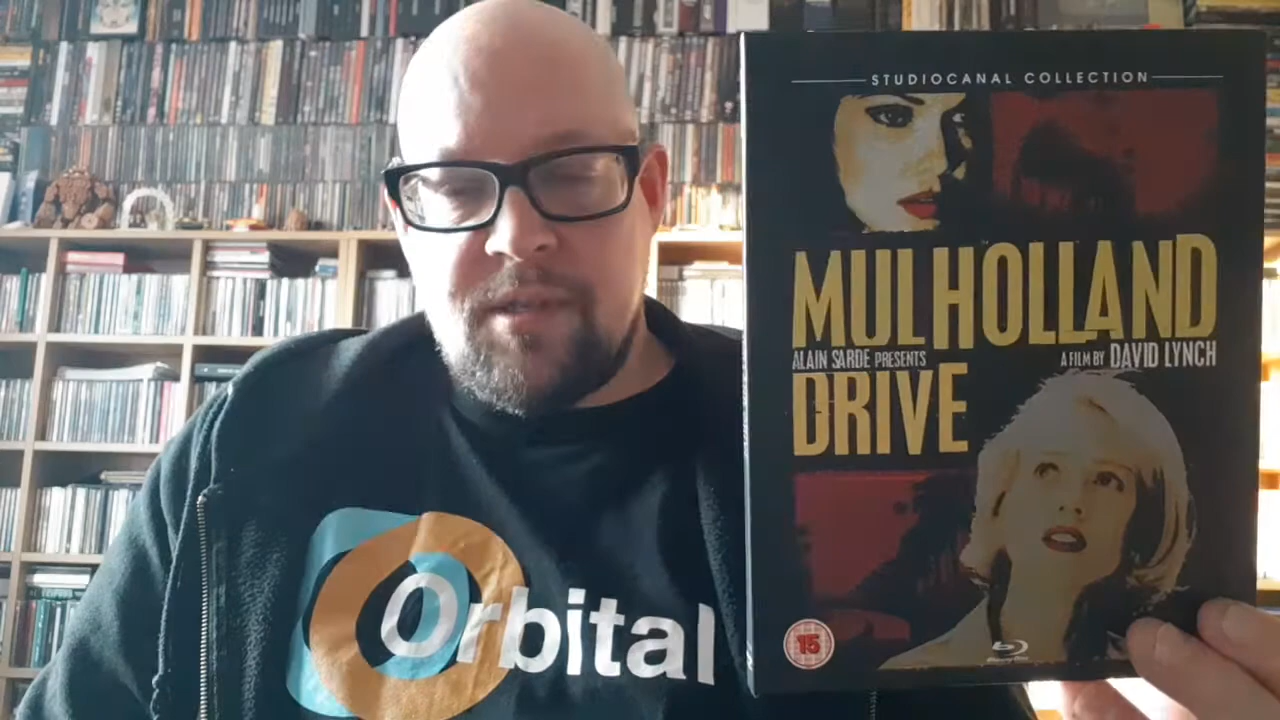 STUDIOCANAL COLLECTION
MULHOLLAND
ALAIN SARDE PRESENTS
A FILM BY DAVID LYNCH
DRIVE
15
Orbital